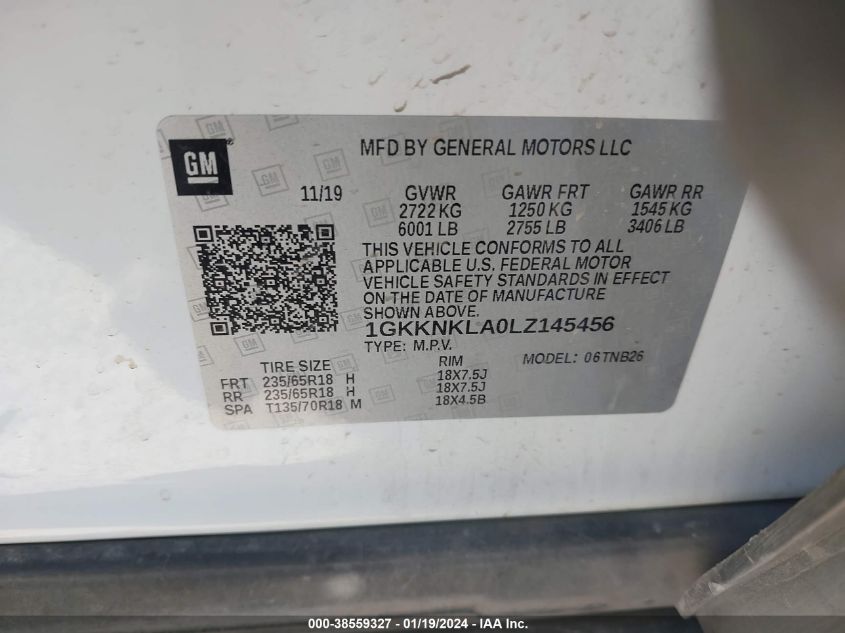 GM
MFD BY GENERAL MOTORS LLC
11/19 GVWR GAWR FRT GAWR RR
2722 KG 1250 KG 1545 KG
6001 LB 2755 LB 3406 LB
THIS VEHICLE CONFORMS TO ALL
APPLICABLE U.S. FEDERAL MOTOR
VEHICLE SAFETY STANDARDS IN EFFECT
ON THE DATE OF MANUFACTURE
SHOWN ABOVE.
1GKKNKLA0LZ145456
TYPE: M.P.V. MODEL: 06TNB26
TIRE SIZE RIM
FRT 235/65R18 H 18X7.5J
RR 235/65R18 H 18X7.5J
SPA T135/70R18 M 18X4.5B
000-38559327 - 01/19/2024 - IAA, Inc.